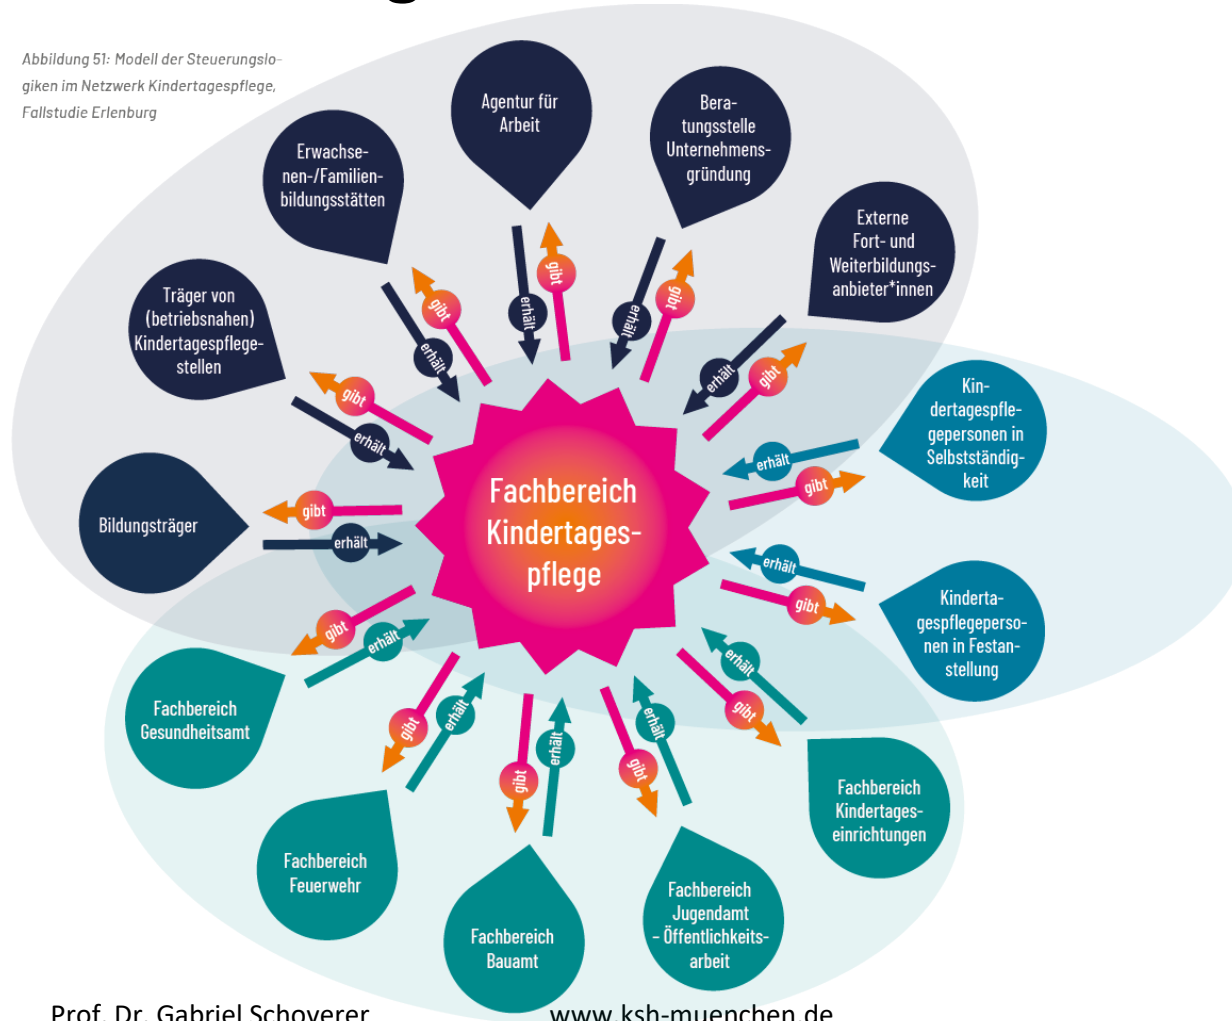 Abbildung 51: Modell der Steuerungslo-
giken im Netzwerk Kindertagespflege,
Fallstudie Erlenburg
Agentur für
Arbeit
Bera-
tungsstelle
Unternehmens-
gründung
Erwachse-
nen-/Familien-
bildungsstätten
Externe
Fort- und
Weiterbildungs-
anbieter*innen
Träger von
(betriebsnahen)
Kindertagespflege-
stellen
Kin-
dertagespfle-
gepersonen in
Selbstständig-
keit
Bildungsträger
Fachbereich
Kindertages-
pflege
Kinderta-
gespflegeperso-
nen in Festan-
stellung
Fachbereich
Gesundheitsamt
Fachbereich
Kindertages-
einrichtungen
Fachbereich
Feuerwehr
Fachbereich
Bauamt
Fachbereich
Jugendamt
– Öffentlichkeits-
arbeit
erhält
gibt
erhält
gibt
erhält
gibt
erhält
gibt
erhält
gibt
erhält
gibt
erhält
gibt
erhält
gibt
erhält
gibt
erhält
gibt
erhält
gibt
erhält
gibt
erhält
gibt
Prof. Dr. Gabriel Schoyerer
www.ksh-muenchen.de